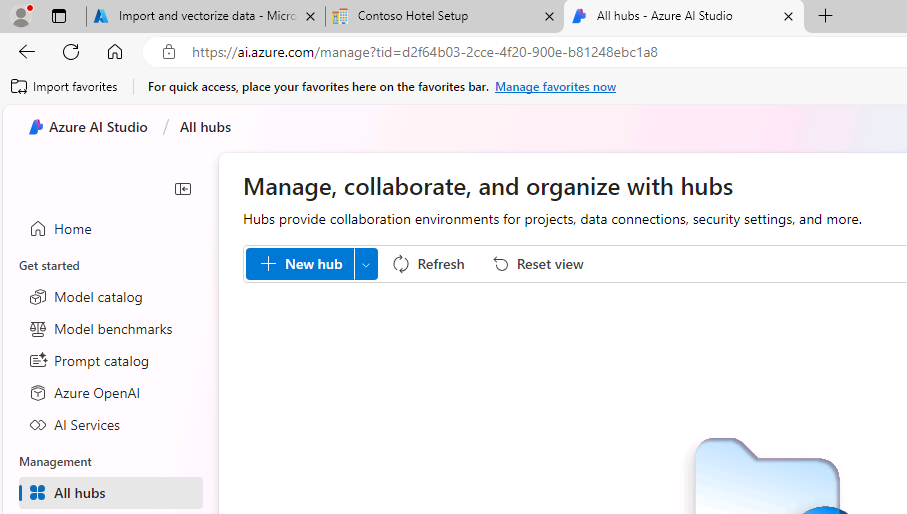 Import and vectorize data - Micro
Contoso Hotel Setup
All hubs - Azure AI Studio
https://ai.azure.com/manage?tid=d2f64b03-2cce-4f20-900e-b81248ebc1a8
Import favorites
For quick access, place your favorites here on the favorites bar. Manage favorites now
Azure AI Studio / All hubs
Manage, collaborate, and organize with hubs
Hubs provide collaboration environments for projects, data connections, security settings, and more.
New hub
Refresh
Reset view
Home
Get started
Model catalog
Model benchmarks
Prompt catalog
Azure OpenAI
AI Services
Management
All hubs